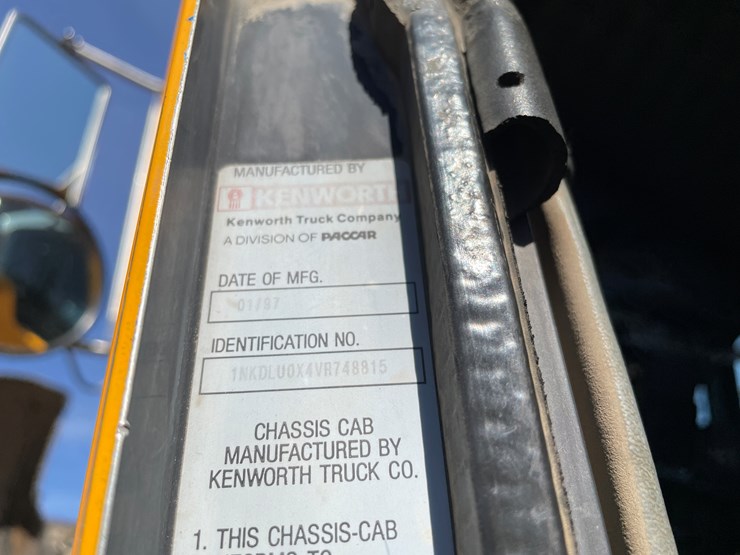 MANUFACTURED BY
KENWORTH
Kenworth Truck Company
A DIVISION OF PACCAR
DATE OF MFG.
01/97
IDENTIFICATION NO.
1NKDLU0X4VR748815
CHASSIS CAB
MANUFACTURED BY
KENWORTH TRUCK CO.
1. THIS CHASSIS-CAB